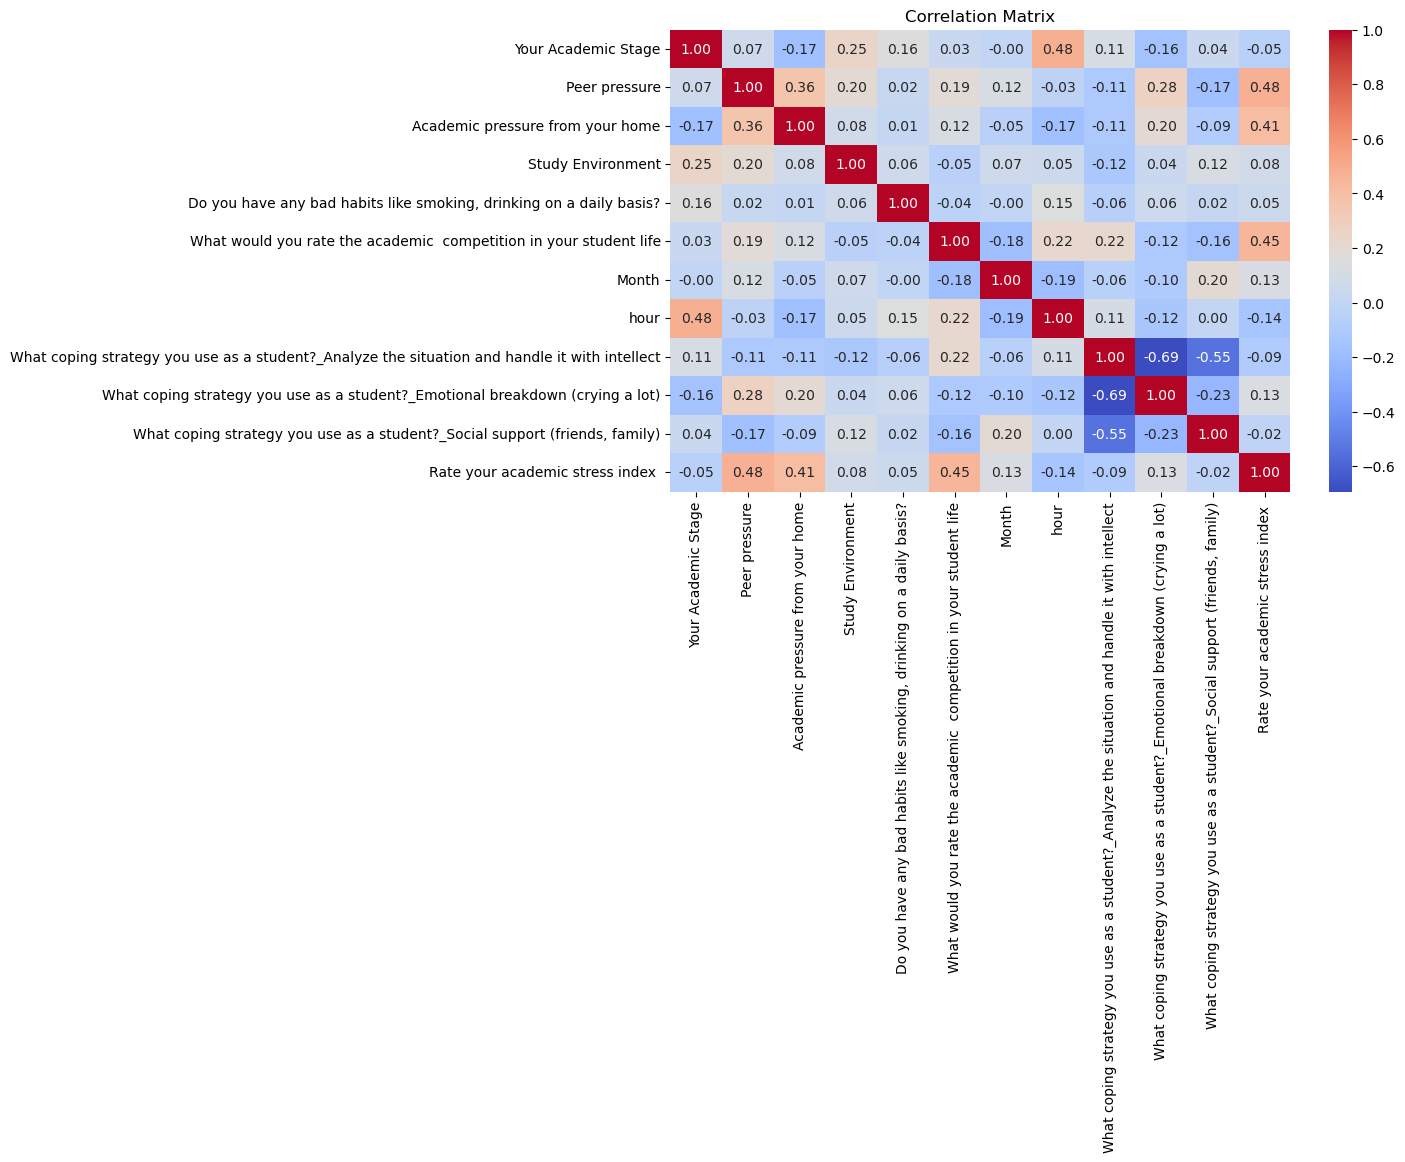 Correlation Matrix
Your Academic Stage 1.00 0.07 -0.17 0.25 0.16 0.03 -0.00 0.48 0.11 -0.16 0.04 -0.05
Peer pressure 0.07 1.00 0.36 0.20 0.02 0.19 0.12 -0.03 -0.11 0.28 -0.17 0.48
Academic pressure from your home -0.17 0.36 1.00 0.08 0.01 0.12 -0.05 -0.17 -0.11 0.20 -0.09 0.41
Study Environment 0.25 0.20 0.08 1.00 0.06 -0.05 0.07 0.05 -0.12 0.04 0.12 0.08
Do you have any bad habits like smoking, drinking on a daily basis? 0.16 0.02 0.01 0.06 1.00 -0.04 -0.00 0.15 -0.06 0.06 0.02 0.05
What would you rate the academic  competition in your student life 0.03 0.19 0.12 -0.05 -0.04 1.00 -0.18 0.22 0.22 -0.12 -0.16 0.45
Month -0.00 0.12 -0.05 0.07 -0.00 -0.18 1.00 -0.19 -0.06 -0.10 0.20 0.13
hour 0.48 -0.03 -0.17 0.05 0.15 0.22 -0.19 1.00 0.11 -0.12 0.00 -0.14
What coping strategy you use as a student?_Analyze the situation and handle it with intellect 0.11 -0.11 -0.11 -0.12 -0.06 0.22 -0.06 0.11 1.00 -0.69 -0.55 -0.09
What coping strategy you use as a student?_Emotional breakdown (crying a lot) -0.16 0.28 0.20 0.04 0.06 -0.12 -0.10 -0.12 -0.69 1.00 -0.23 0.13
What coping strategy you use as a student?_Social support (friends, family) 0.04 -0.17 -0.09 0.12 0.02 -0.16 0.20 0.00 -0.55 -0.23 1.00 -0.02
Rate your academic stress index -0.05 0.48 0.41 0.08 0.05 0.45 0.13 -0.14 -0.09 0.13 -0.02 1.00
Your Academic Stage
Peer pressure
Academic pressure from your home
Study Environment
Do you have any bad habits like smoking, drinking on a daily basis?
What would you rate the academic  competition in your student life
Month
hour
What coping strategy you use as a student?_Analyze the situation and handle it with intellect
What coping strategy you use as a student?_Emotional breakdown (crying a lot)
What coping strategy you use as a student?_Social support (friends, family)
Rate your academic stress index
1.0
0.8
0.6
0.4
0.2
0.0
−0.2
−0.4
−0.6